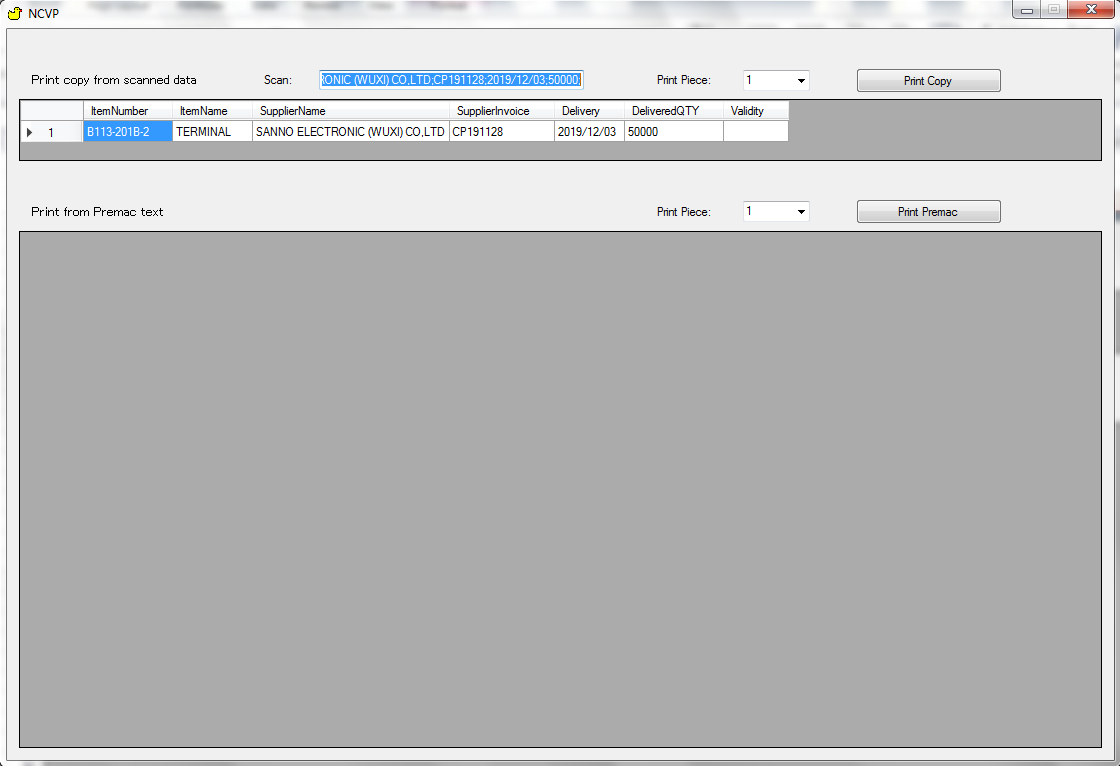 NCVP
Print copy from scanned data Scan: RONIC (WUXI) CO,LTD;CP191128;2019/12/03;50000; Print Piece: 1 Print Copy
ItemNumber ItemName SupplierName SupplierInvoice Delivery DeliveredQTY Validity
1 B113-201B-2 TERMINAL SANNO ELECTRONIC (WUXI) CO,LTD CP191128 2019/12/03 50000
Print from Premac text Print Piece: 1 Print Premac